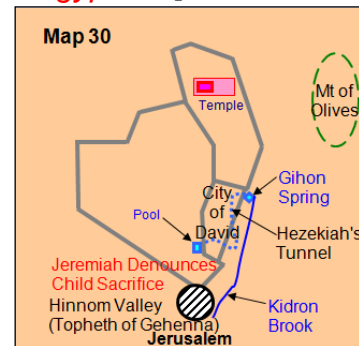 Map 30
Temple
Mt of
Olives
Gihon
Spring
City
of
David
Pool
Hezekiah's
Tunnel
Jeremiah Denounces
Child Sacrifice
Hinnom Valley
(Topheth of Gehenna)
Kidron
Brook
Jerusalem